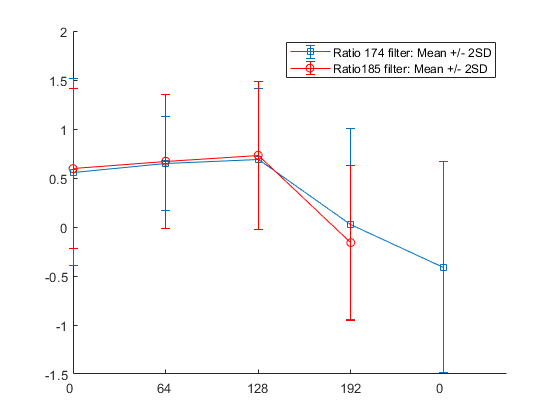 2
1.5
1
0.5
0
-0.5
-1
-1.5
0 64 128 192 0
Ratio 174 filter: Mean +/- 2SD
Ratio185 filter: Mean +/- 2SD